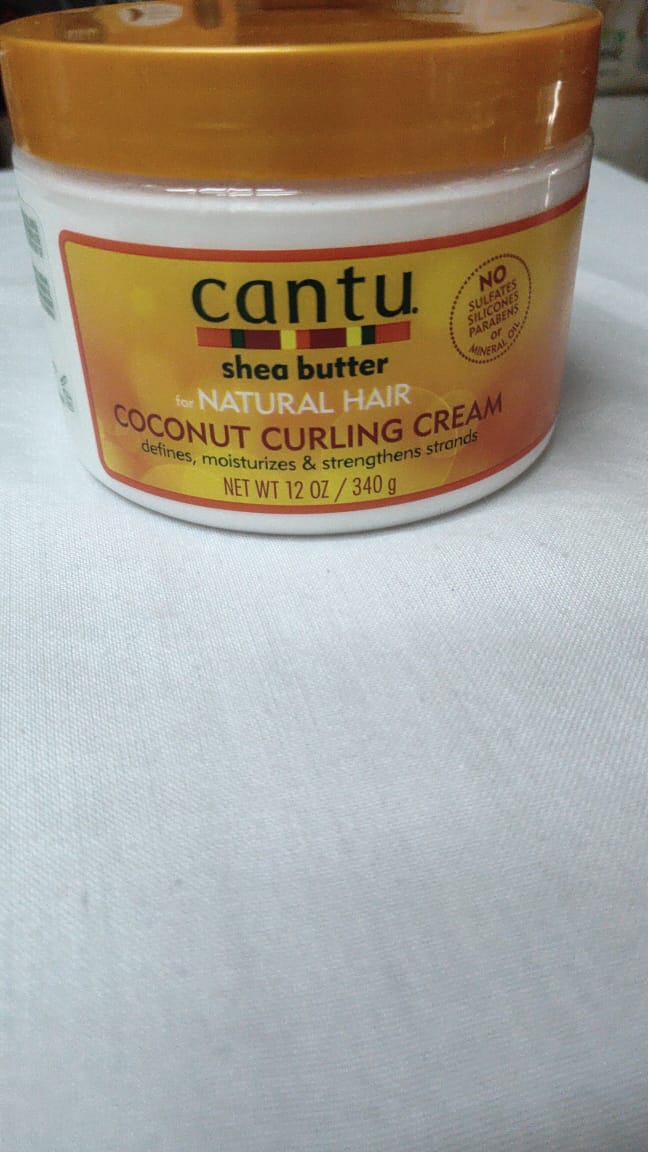 cantu.
shea butter
for NATURAL HAIR
COCONUT CURLING CREAM
defines, moisturizes & strengthens strands
NET WT 12 OZ / 340 g
NO
SULFATES
SILICONES
PARABENS
or
MINERAL OIL